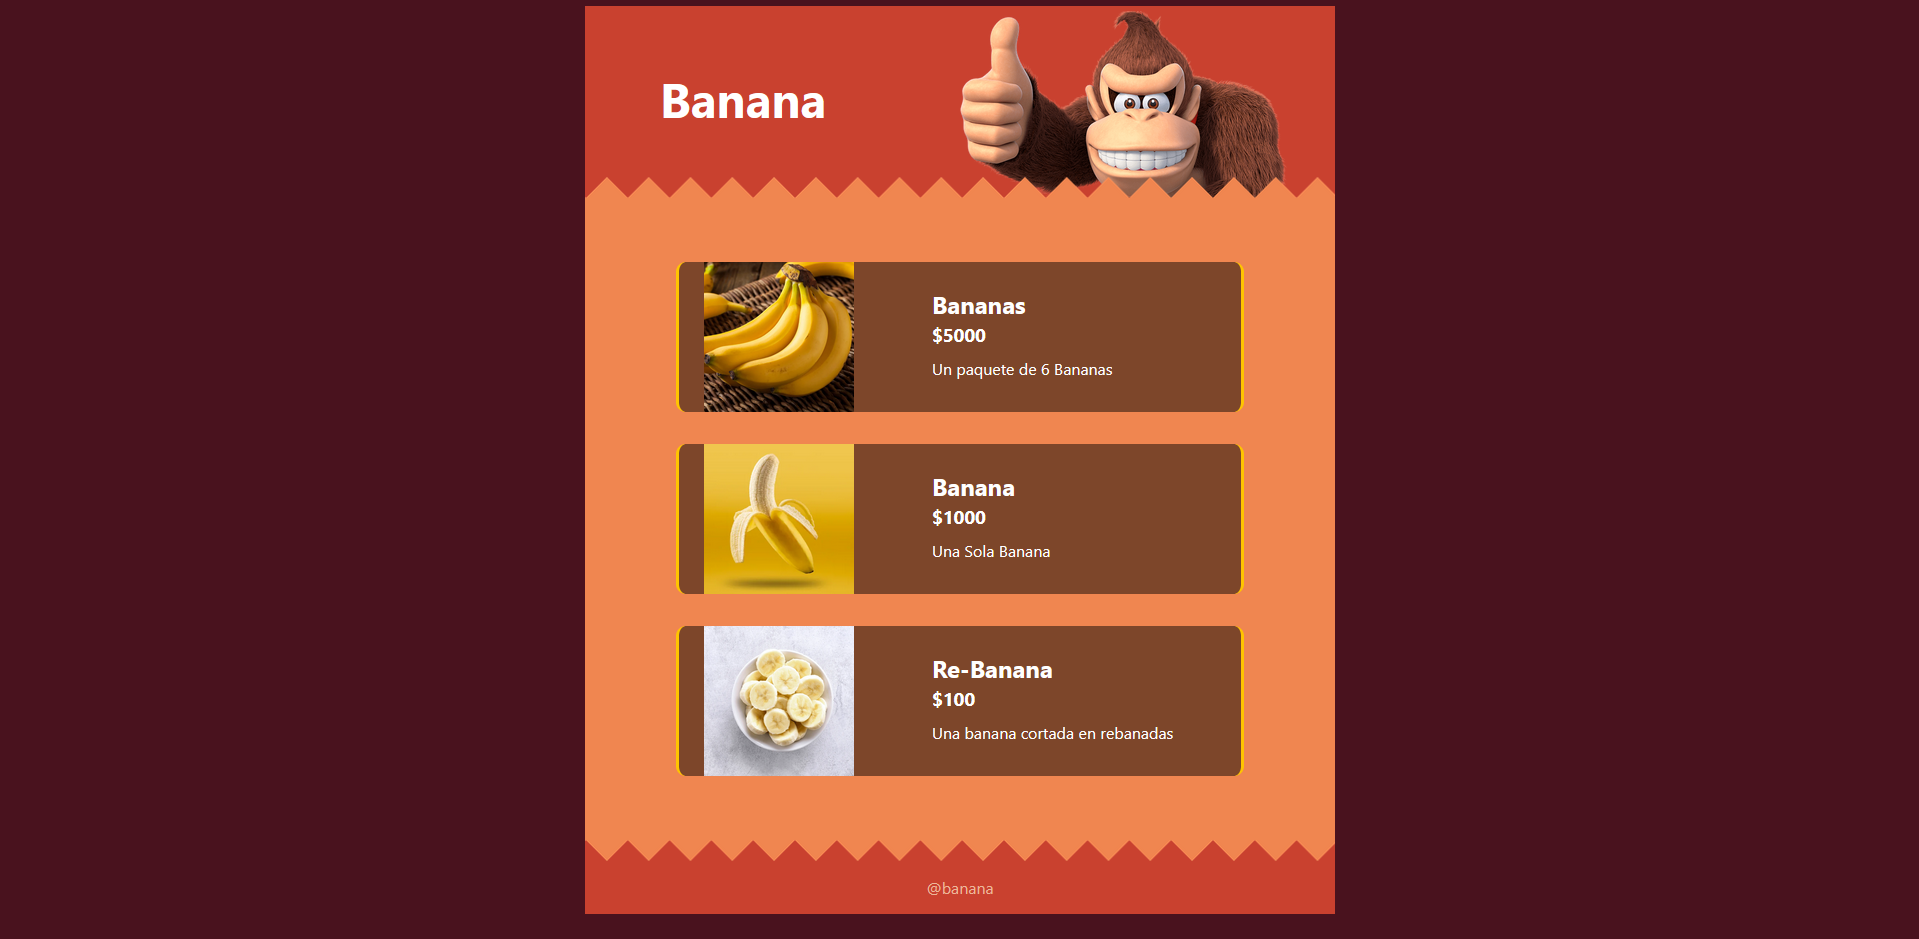 Banana
Bananas
$5000
Un paquete de 6 Bananas
Banana
$1000
Una Sola Banana
Re-Banana
$100
Una banana cortada en rebanadas
@banana